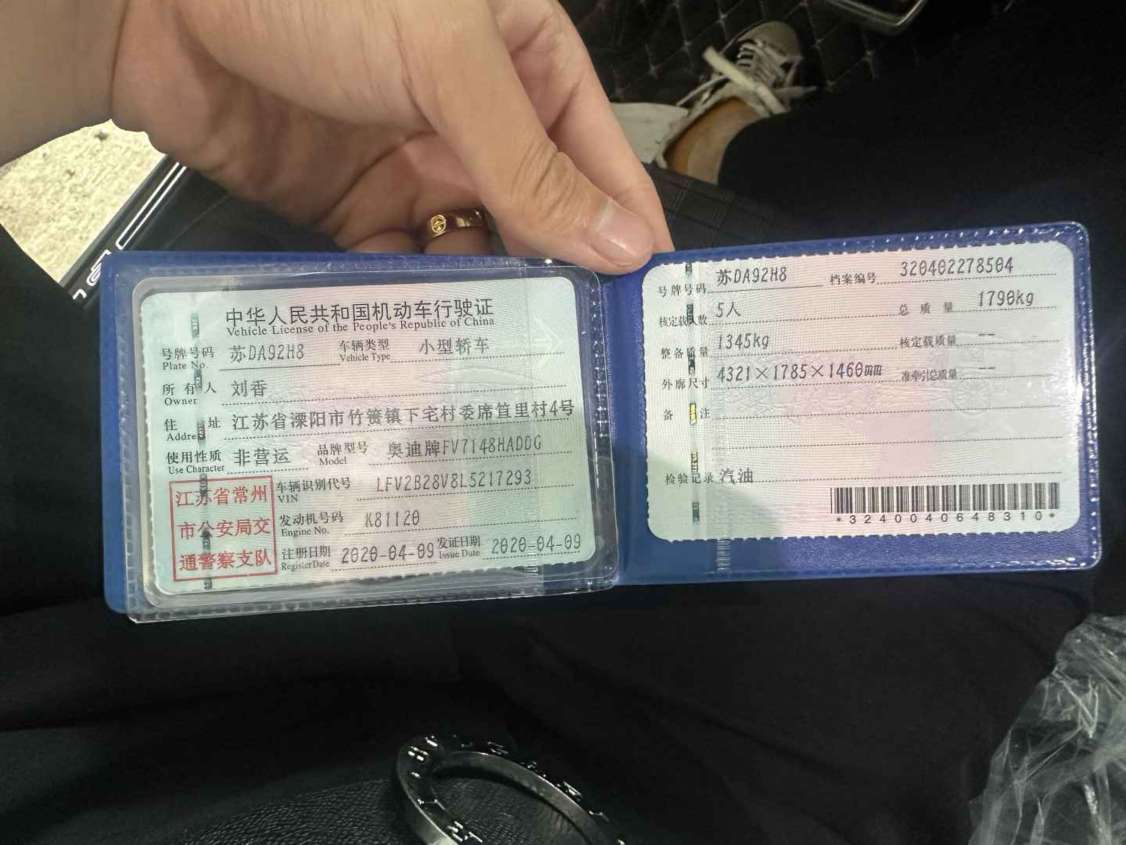 中华人民共和国机动车行驶证
Vehicle License of the People's Republic of China
号牌号码 苏DA92H8 车辆类型 小型轿车
Plate No. Vehicle Type
所有人 刘香
Owner
住址 江苏省溧阳市竹箦镇下宅村委席笪里村4号
Address
使用性质 非营运 品牌型号 奥迪牌FV7148HADDG
Use Character Model
江苏省常州
市公安局交
通警察支队
车辆识别代号 LFV2B28V8L5217293
VIN
发动机号码 K81120
Engine No.
注册日期 2020-04-09 发证日期 2020-04-09
Register Date Issue Date
号牌号码 苏DA92H8 档案编号 320402278504
核定载人数 5人 总质量 1790kg
整备质量 1345kg 核定载质量 --
外廓尺寸 4321×1785×1460mm 准牵引总质量 --
备注
检验记录 汽油
*3240040648310*